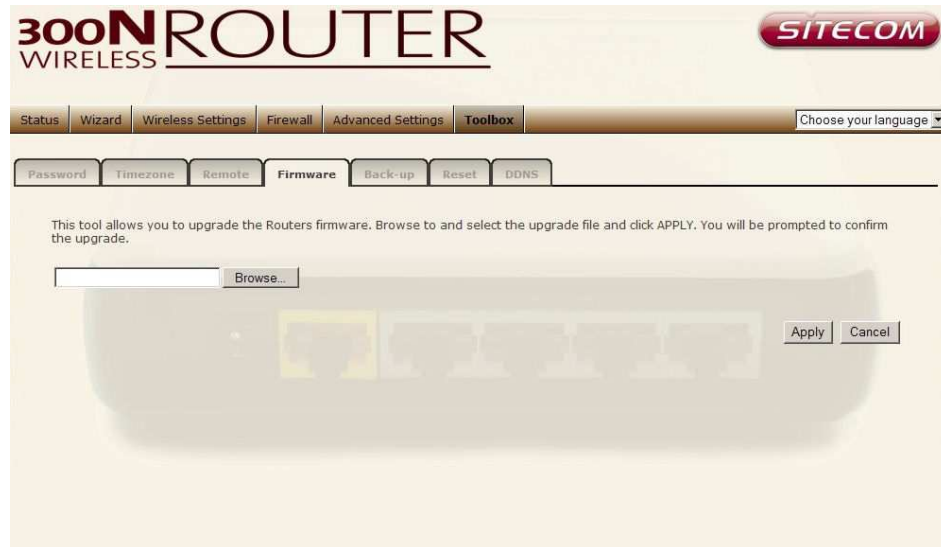 300N ROUTER
WIRELESS
SITECOM
Status Wizard Wireless Settings Firewall Advanced Settings Toolbox Choose your language
Password Timezone Remote Firmware Back-up Reset DDNS
This tool allows you to upgrade the Routers firmware. Browse to and select the upgrade file and click APPLY. You will be prompted to confirm
the upgrade.
Browse...
Apply Cancel